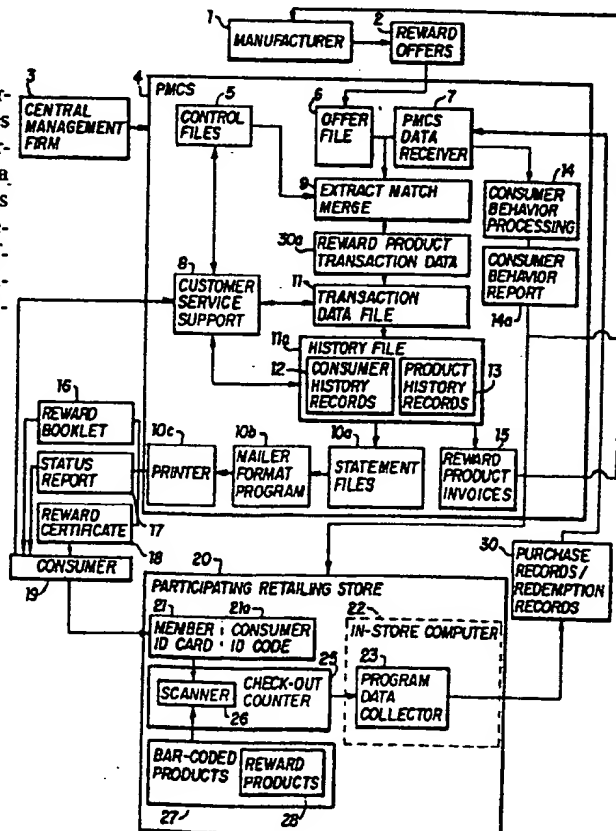 1
MANUFACTURER
2
REWARD
OFFERS
3
CENTRAL
MANAGEMENT
FIRM
4
PMCS
5
CONTROL
FILES
6
OFFER
FILE
7
PMCS
DATA
RECEIVER
9
EXTRACT MATCH
MERGE
14
CONSUMER
BEHAVIOR
PROCESSING
30a
REWARD PRODUCT
TRANSACTION DATA
CONSUMER
BEHAVIOR
REPORT
14a
8
CUSTOMER
SERVICE
SUPPORT
11
TRANSACTION
DATA FILE
11a
HISTORY FILE
12
CONSUMER
HISTORY
RECORDS
PRODUCT
HISTORY
RECORDS
13
16
REWARD
BOOKLET
STATUS
REPORT
17
REWARD
CERTIFICATE
18
CONSUMER
19
10c
PRINTER
10b
MAILER
FORMAT
PROGRAM
10a
STATEMENT
FILES
15
REWARD
PRODUCT
INVOICES
30
PURCHASE
RECORDS/
REDEMPTION
RECORDS
20
PARTICIPATING RETAILING STORE
21
MEMBER
ID CARD
21a
CONSUMER
ID CODE
22
IN-STORE COMPUTER
23
PROGRAM
DATA
COLLECTOR
25
CHECK-OUT
COUNTER
SCANNER
26
BAR-CODED
PRODUCTS
REWARD
PRODUCTS
27
28